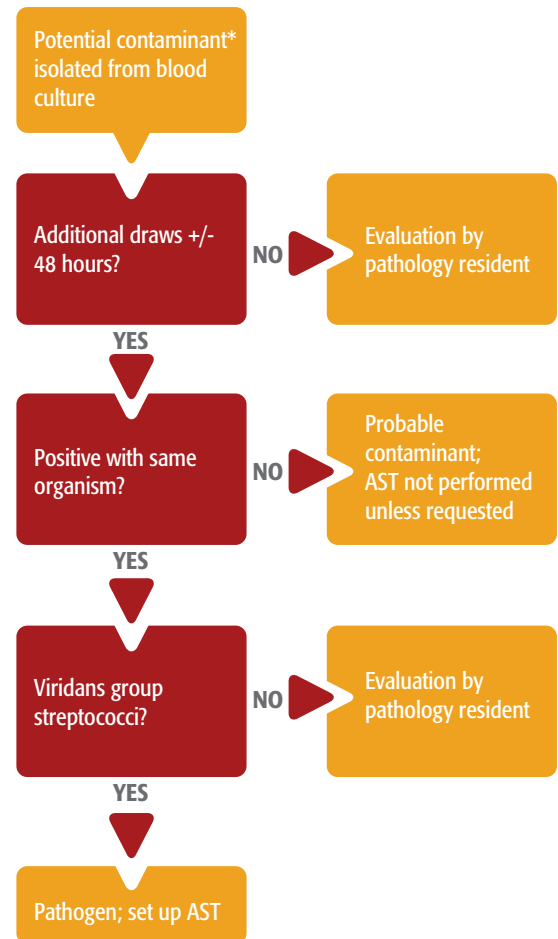 Potential contaminant*
isolated from blood
culture
Additional draws +/-
48 hours?
NO
Evaluation by
pathology resident
YES
Positive with same
organism?
NO
Probable
contaminant;
AST not performed
unless requested
YES
Viridans group
streptococci?
NO
Evaluation by
pathology resident
YES
Pathogen; set up AST